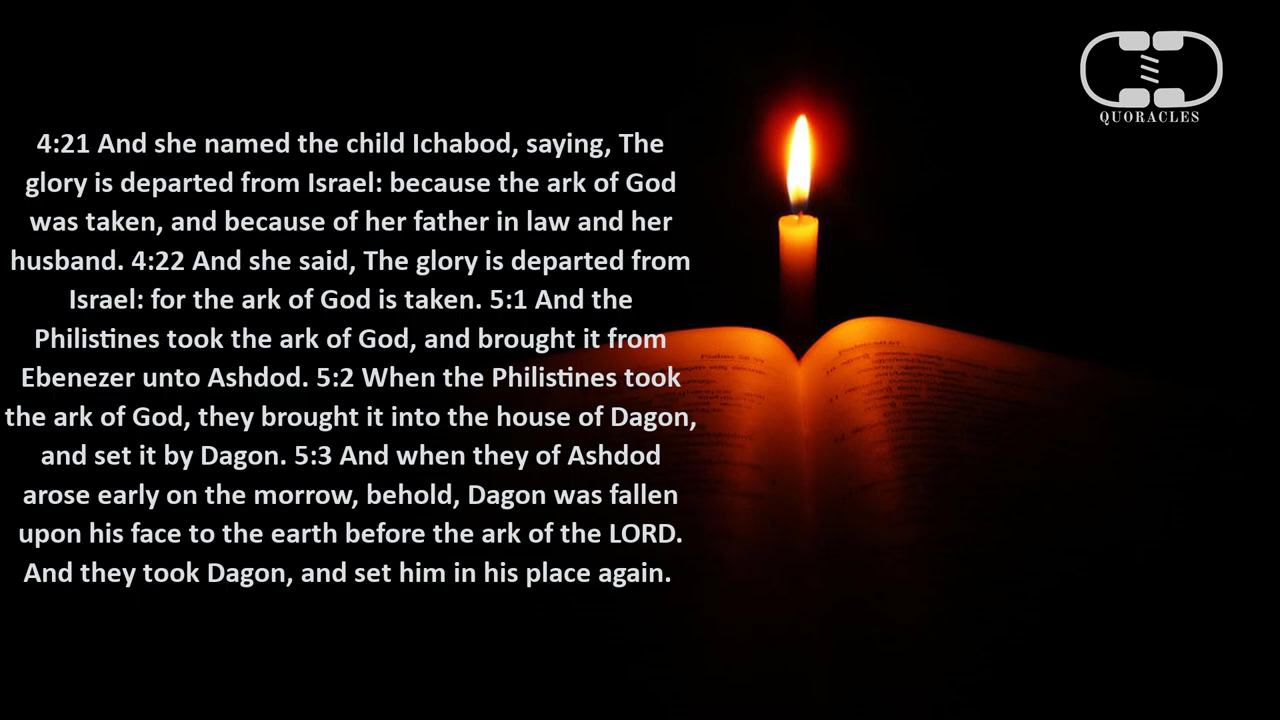 QUORACLES
4:21 And she named the child Ichabod, saying, The
glory is departed from Israel: because the ark of God
was taken, and because of her father in law and her
husband. 4:22 And she said, The glory is departed from
Israel: for the ark of God is taken. 5:1 And the
Philistines took the ark of God, and brought it from
Ebenezer unto Ashdod. 5:2 When the Philistines took
the ark of God, they brought it into the house of Dagon,
and set it by Dagon. 5:3 And when they of Ashdod
arose early on the morrow, behold, Dagon was fallen
upon his face to the earth before the ark of the LORD.
And they took Dagon, and set him in his place again.